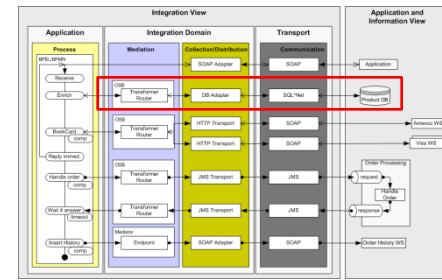 Integration View
Application and
Information View
Application
Integration Domain
Transport
Process
Mediation
Collection/Distribution
Communication
BPEL/BPMN
SOAP Adapter
SOAP
Application
Receive
OSB
Enrich
Transformer
Router
DB Adapter
SQL*Net
Product DB
OSB
HTTP Transport
SOAP
Amexco WS
BookCard
comp
Transformer
Router
HTTP Transport
SOAP
Visa WS
Reply immed.
OSB
Order Processing
Handle order
comp
Transformer
Router
JMS Transport
JMS
request
Handle
Order
Wait 4 answer
timeout
Transformer
Router
JMS Transport
JMS
response
Mediator
Insert History
comp
Endpoint
SOAP Adapter
SOAP
Order History WS